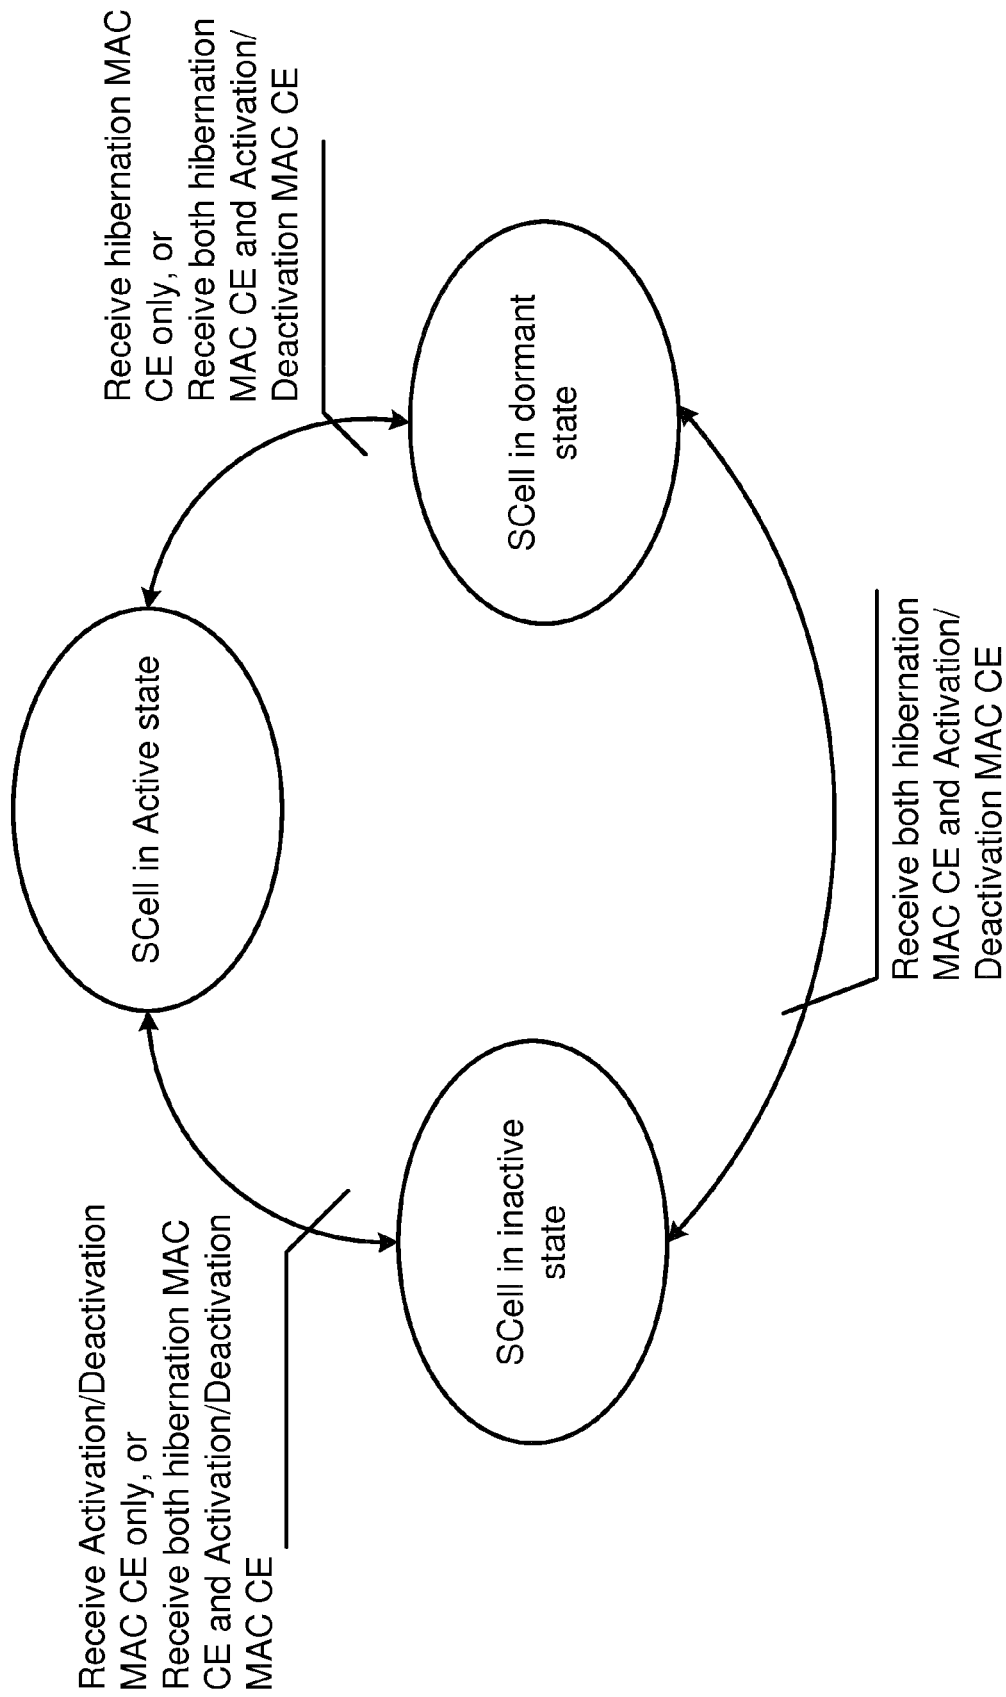 Receive Activation/Deactivation
MAC CE only, or
Receive both hibernation MAC
CE and Activation/Deactivation
MAC CE
SCell in Active state
Receive hibernation MAC
CE only, or
Receive both hibernation
MAC CE and Activation/
Deactivation MAC CE
SCell in inactive
state
SCell in dormant
state
Receive both hibernation
MAC CE and Activation/
Deactivation MAC CE